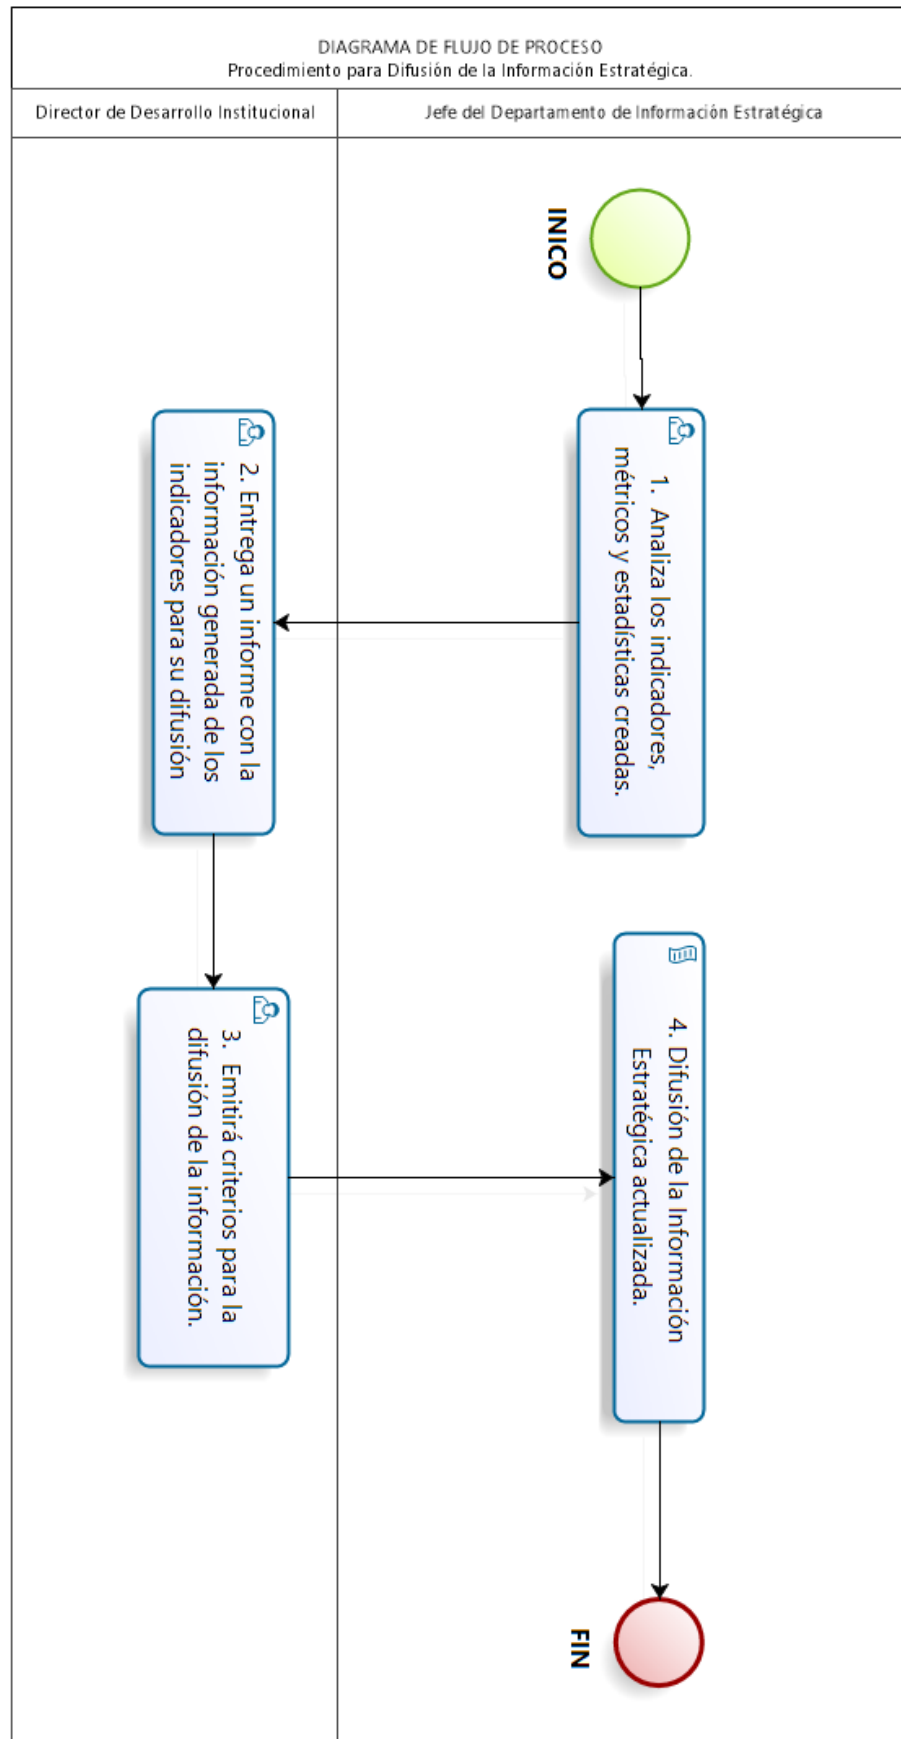 DIAGRAMA DE FLUJO DE PROCESO
Procedimiento para Difusión de la Información Estratégica.
Director de Desarrollo Institucional
Jefe del Departamento de Información Estratégica
INICO
1. Analiza los indicadores,
métricos y estadísticas creadas.
2. Entrega un informe con la
información generada de los
indicadores para su difusión
3. Emitirá criterios para la
difusión de la información.
4. Difusión de la Información
Estratégica actualizada.
FIN